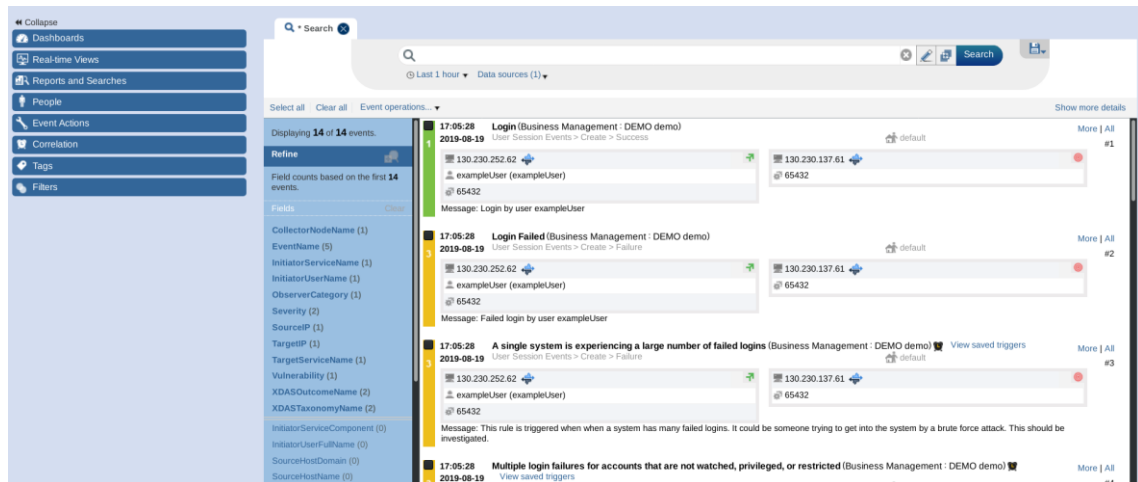 Collapse
Dashboards
Real-time Views
Reports and Searches
People
Event Actions
Correlation
Tags
Filters
* Search
Search
Last 1 hour Data sources (1)
Select all Clear all Event operations... Show more details
Displaying 14 of 14 events.
Refine
Field counts based on the first 14
events.
Fields Clear
CollectorNodeName (1)
EventName (5)
InitiatorServiceName (1)
InitiatorUserName (1)
ObserverCategory (1)
Severity (2)
SourceIP (1)
TargetIP (1)
TargetServiceName (1)
Vulnerability (1)
XDASOutcomeName (2)
XDASTaxonomyName (2)
InitiatorServiceComponent (0)
InitiatorUserFullName (0)
SourceHostDomain (0)
SourceHostName (0)
17:05:28 Login (Business Management : DEMO demo) More | All
1 2019-08-19 User Session Events > Create > Success default #1
130.230.252.62 130.230.137.61
exampleUser (exampleUser) 65432
65432
Message: Login by user exampleUser
17:05:28 Login Failed (Business Management : DEMO demo) More | All
3 2019-08-19 User Session Events > Create > Failure default #2
130.230.252.62 130.230.137.61
exampleUser (exampleUser) 65432
65432
Message: Failed login by user exampleUser
17:05:28 A single system is experiencing a large number of failed logins (Business Management : DEMO demo) View saved triggers More | All
3 2019-08-19 User Session Events > Create > Failure default #3
130.230.252.62 130.230.137.61
exampleUser (exampleUser) 65432
65432
Message: This rule is triggered when when a system has many failed logins. It could be someone trying to get into the system by a brute force attack. This should be
investigated.
17:05:28 Multiple login failures for accounts that are not watched, privileged, or restricted (Business Management : DEMO demo) More | All
2019-08-19 View saved triggers